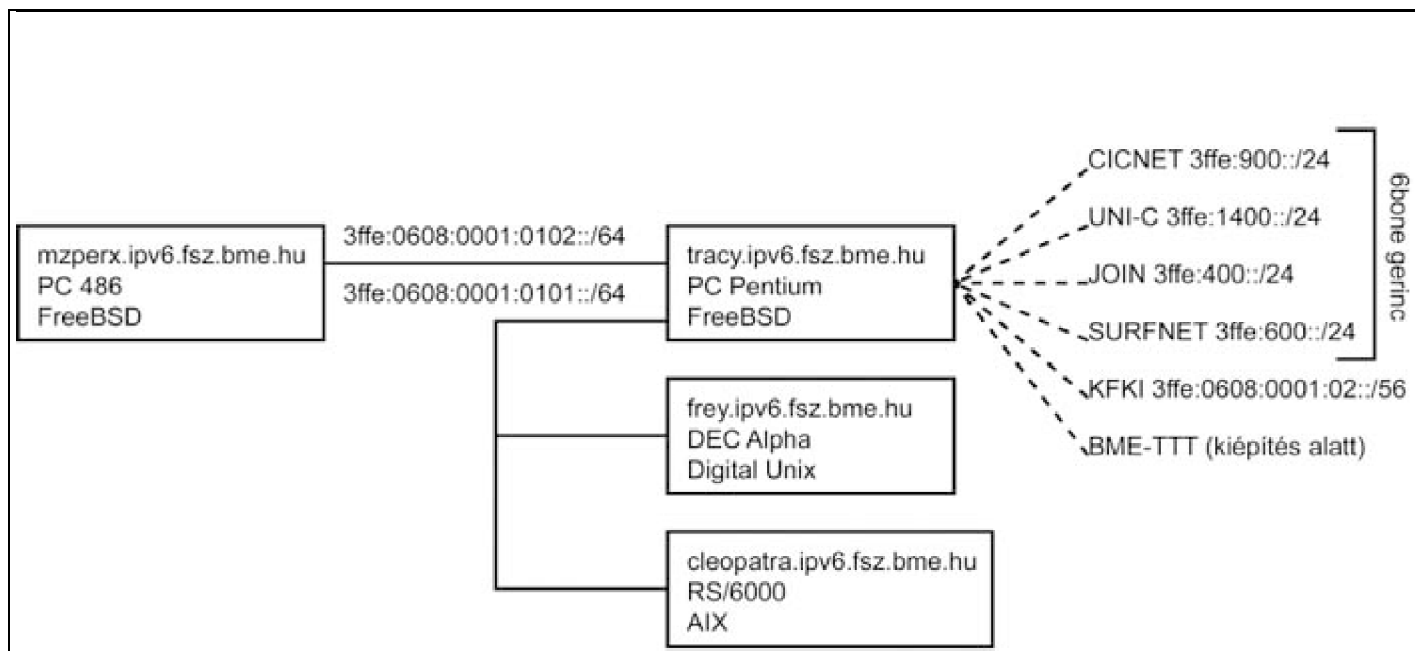 mzperx.ipv6.fsz.bme.hu
PC 486
FreeBSD
3ffe:0608:0001:0102::/64
3ffe:0608:0001:0101::/64
tracy.ipv6.fsz.bme.hu
PC Pentium
FreeBSD
frey.ipv6.fsz.bme.hu
DEC Alpha
Digital Unix
cleopatra.ipv6.fsz.bme.hu
RS/6000
AIX
CICNET 3ffe:900::/24
UNI-C 3ffe:1400::/24
JOIN 3ffe:400::/24
SURFNET 3ffe:600::/24
KFKI 3ffe:0608:0001:02::/56
BME-TTT (kiépítés alatt)
6bone gerinc